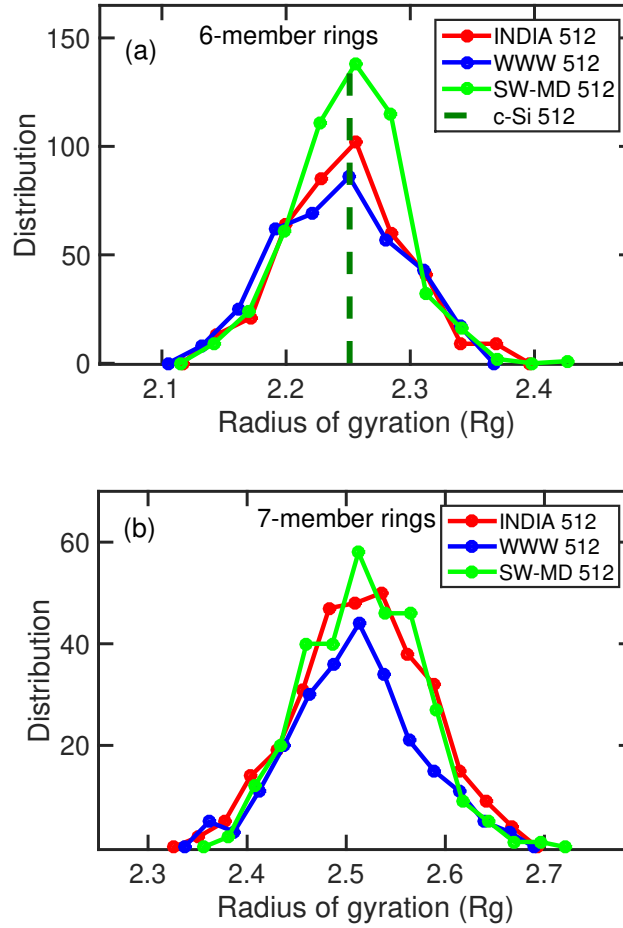 (a)
6-member rings
INDIA 512
WWW 512
SW-MD 512
c-Si 512
Distribution
150
100
50
0
2.1 2.2 2.3 2.4
Radius of gyration (Rg)
(b)
7-member rings
INDIA 512
WWW 512
SW-MD 512
Distribution
60
40
20
2.3 2.4 2.5 2.6 2.7
Radius of gyration (Rg)